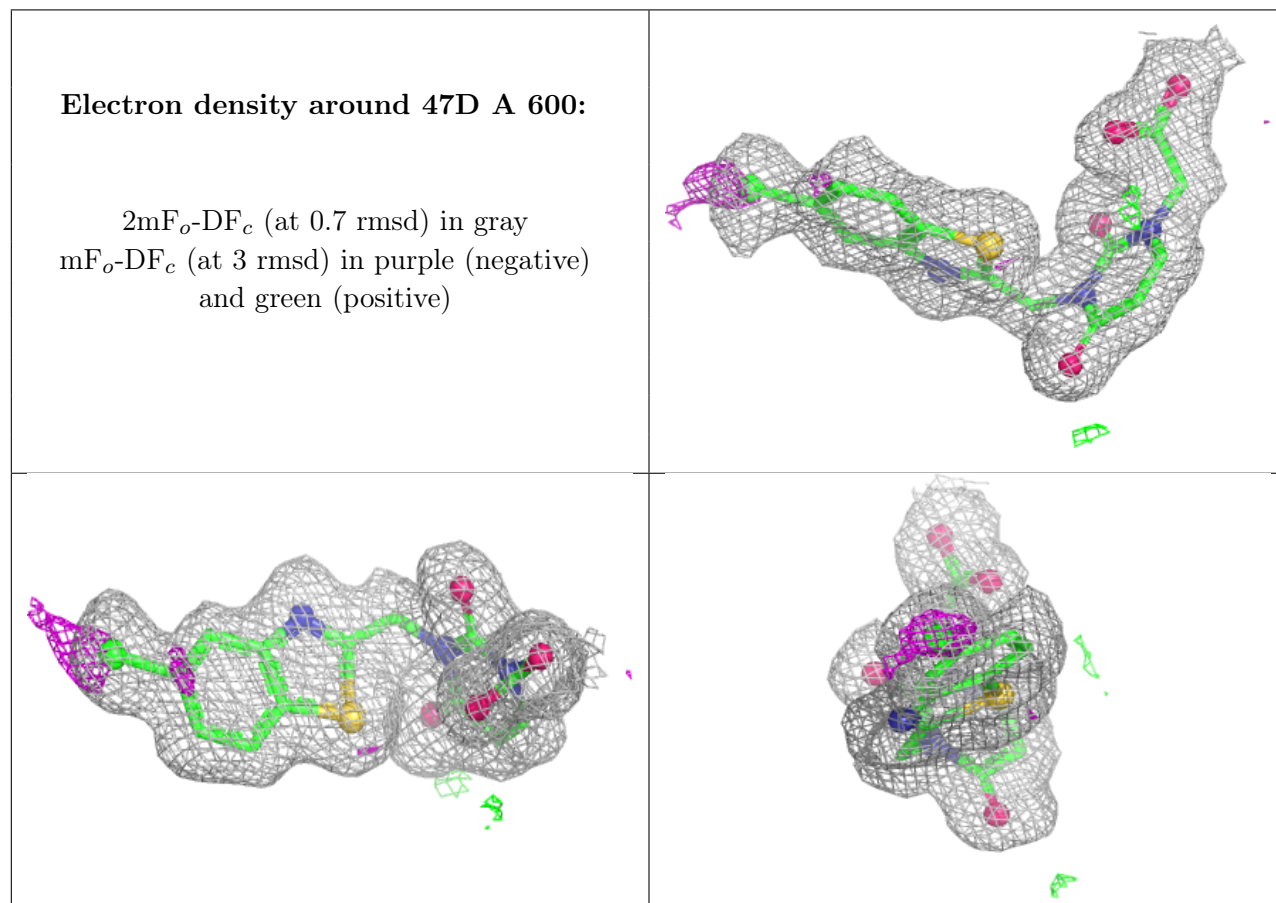 Electron density around 47D A 600:
2mFo-DFc (at 0.7 rmsd) in gray
mFo-DFc (at 3 rmsd) in purple (negative)
and green (positive)